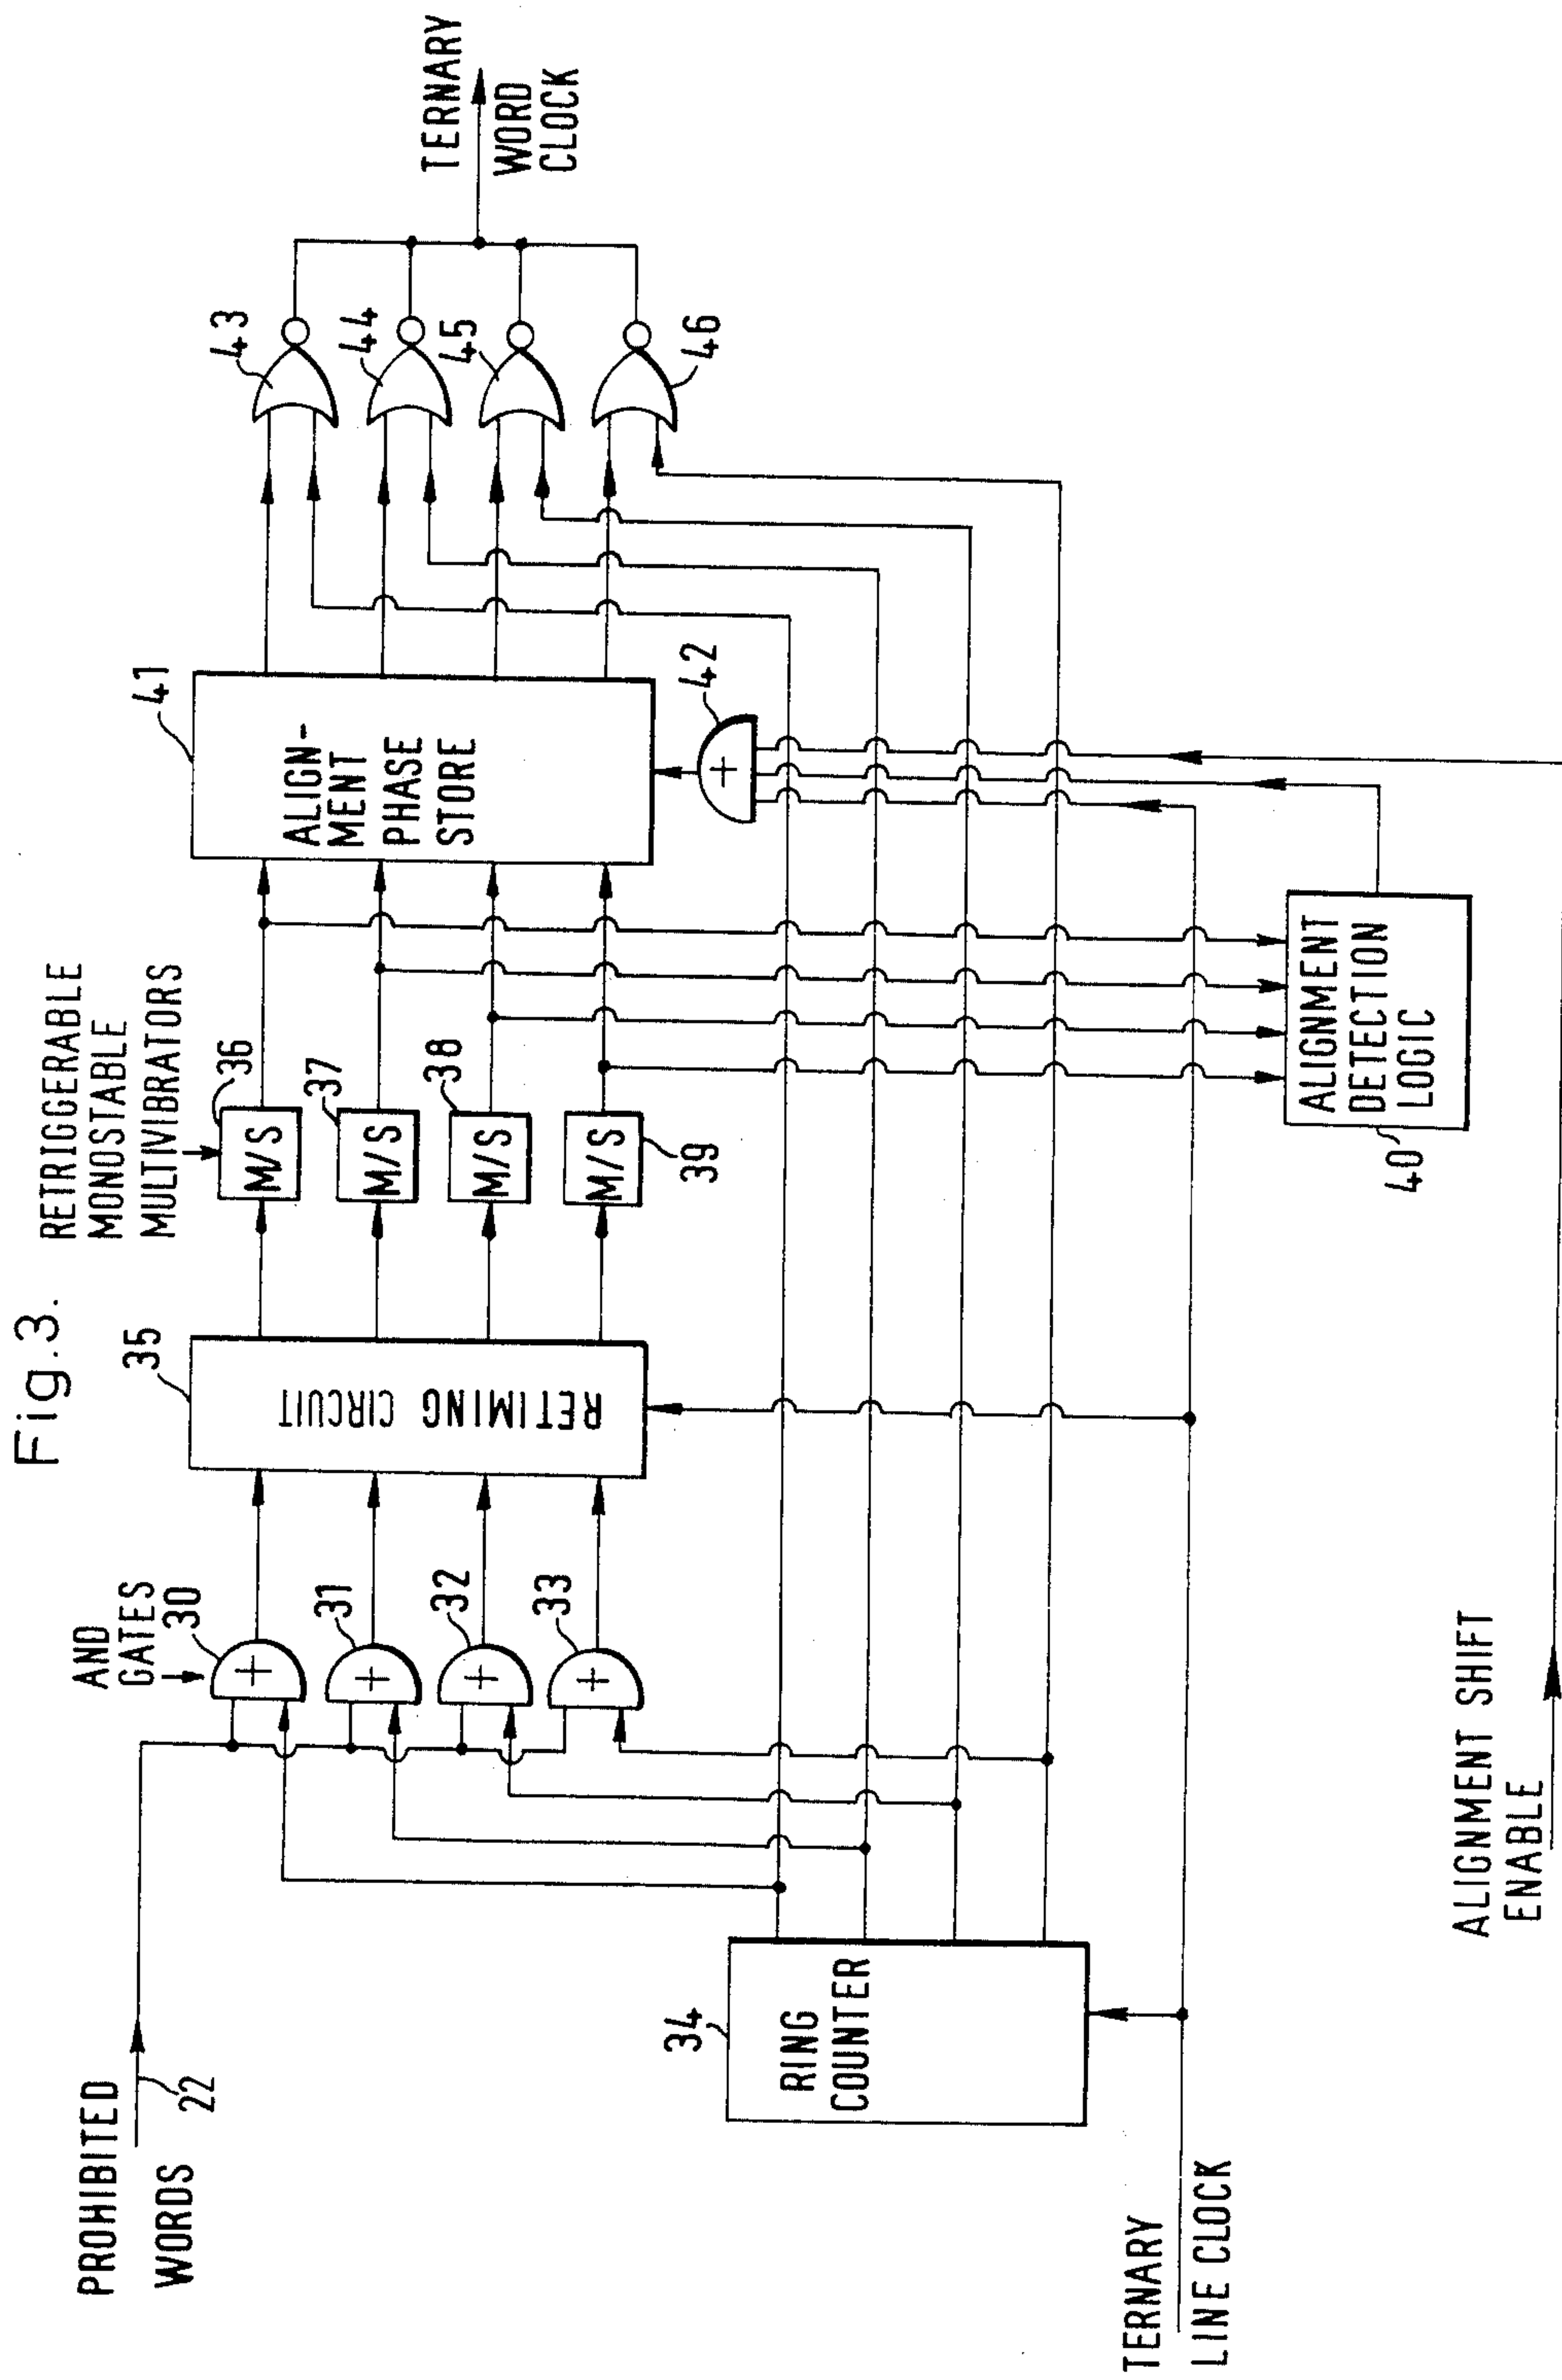 Fig.3.
PROHIBITED
WORDS
22
AND
GATES
30
31
32
33
35
RETIMING CIRCUIT
RETRIGGERABLE
MONOSTABLE
MULTIVIBRATORS
36
M/S
37
M/S
38
M/S
39
M/S
41
ALIGN-
MENT
PHASE
STORE
42
+
+
+
+
+
43
44
45
46
TERNARY
WORD
CLOCK
34
RING
COUNTER
TERNARY
LINE CLOCK
40
ALIGNMENT
DETECTION
LOGIC
ALIGNMENT SHIFT
ENABLE